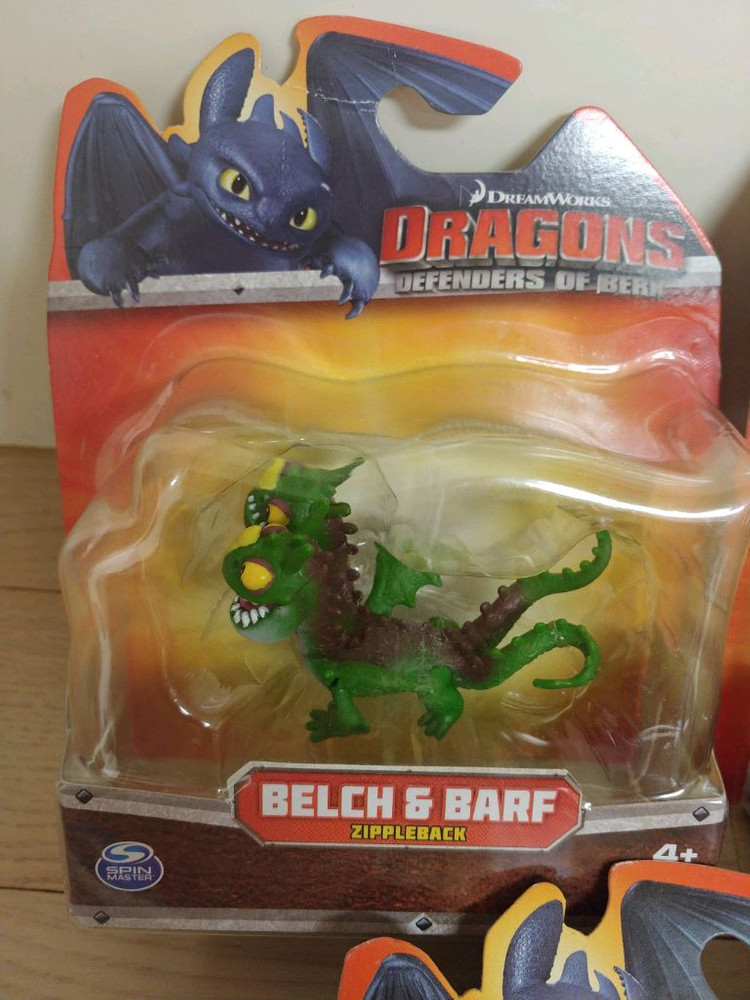 DREAMWORKS
DRAGONS
DEFENDERS OF BERK
BELCH & BARF
ZIPPLEBACK
SPIN
MASTER
4+